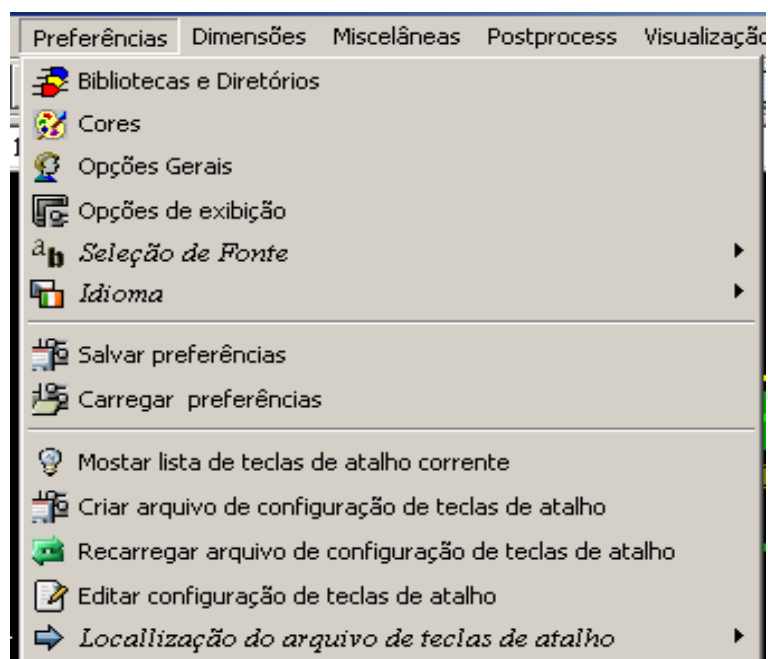 Preferências Dimensões Miscelâneas Postprocess Visualização
Bibliotecas e Diretórios
Cores
Opções Gerais
Opções de exibição
ab Seleção de Fonte
Idioma
Salvar preferências
Carregar preferências
Mostar lista de teclas de atalho corrente
Criar arquivo de configuração de teclas de atalho
Recarregar arquivo de configuração de teclas de atalho
Editar configuração de teclas de atalho
Locallização do arquivo de teclas de atalho